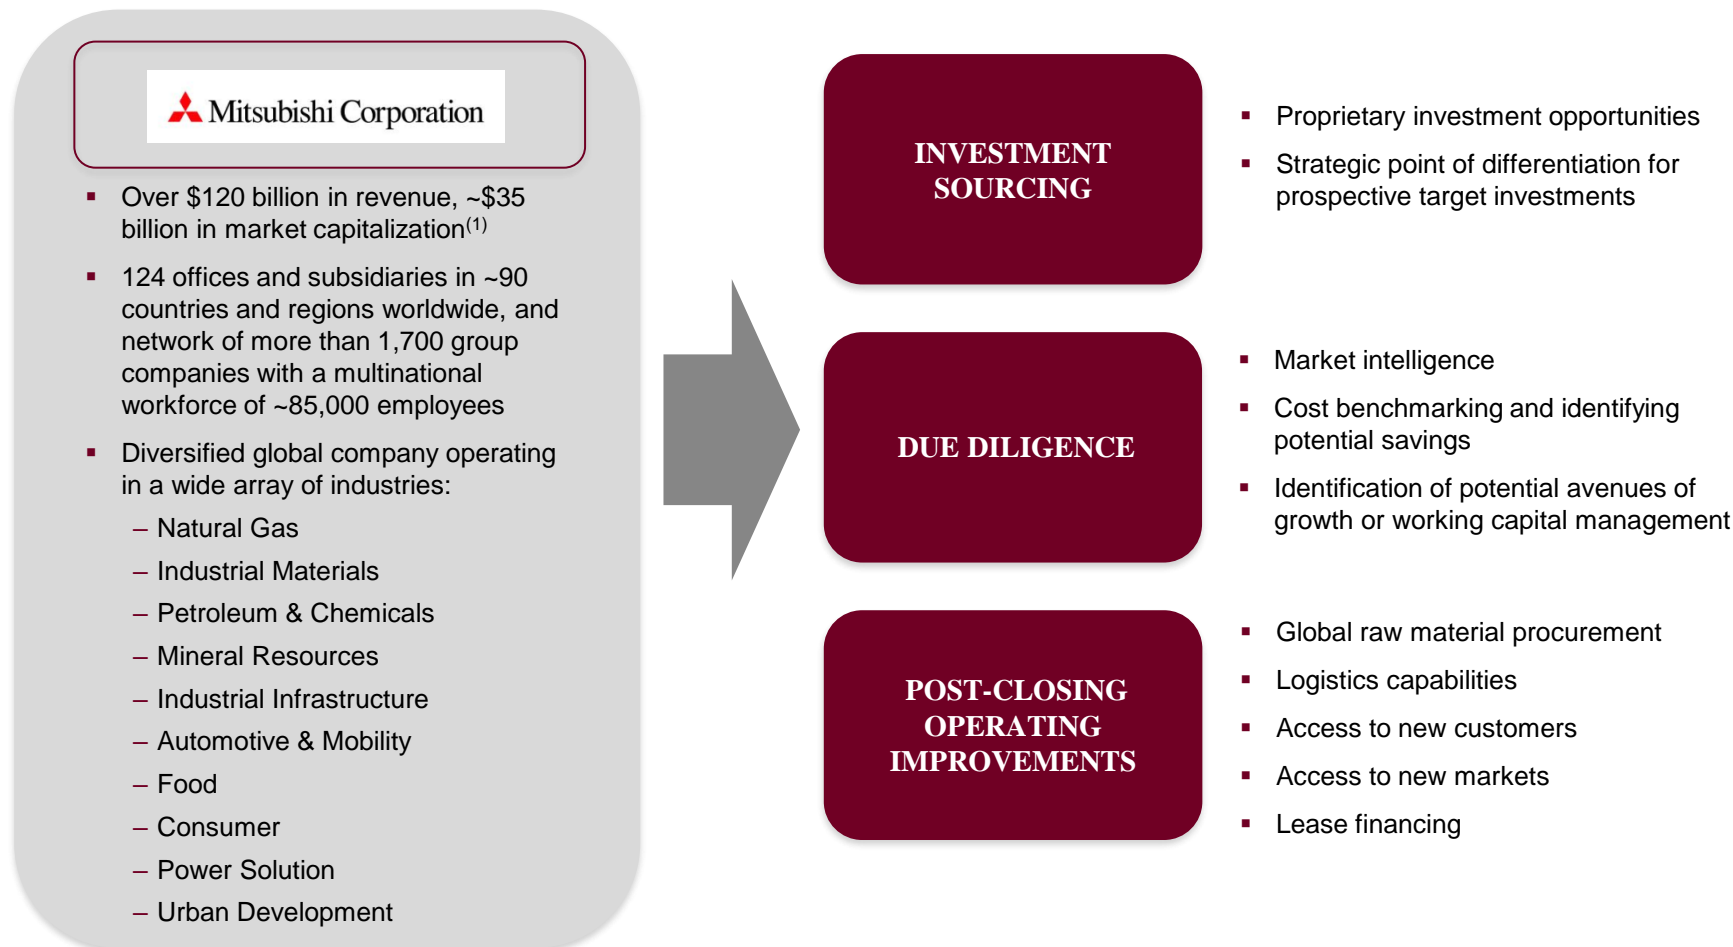 Mitsubishi Corporation
▪ Over $120 billion in revenue, ~$35
billion in market capitalization(1)
▪ 124 offices and subsidiaries in ~90
countries and regions worldwide, and
network of more than 1,700 group
companies with a multinational
workforce of ~85,000 employees
▪ Diversified global company operating
in a wide array of industries:
– Natural Gas
– Industrial Materials
– Petroleum & Chemicals
– Mineral Resources
– Industrial Infrastructure
– Automotive & Mobility
– Food
– Consumer
– Power Solution
– Urban Development
INVESTMENT
SOURCING
▪ Proprietary investment opportunities
▪ Strategic point of differentiation for
prospective target investments
DUE DILIGENCE
▪ Market intelligence
▪ Cost benchmarking and identifying
potential savings
▪ Identification of potential avenues of
growth or working capital management
POST-CLOSING
OPERATING
IMPROVEMENTS
▪ Global raw material procurement
▪ Logistics capabilities
▪ Access to new customers
▪ Access to new markets
▪ Lease financing